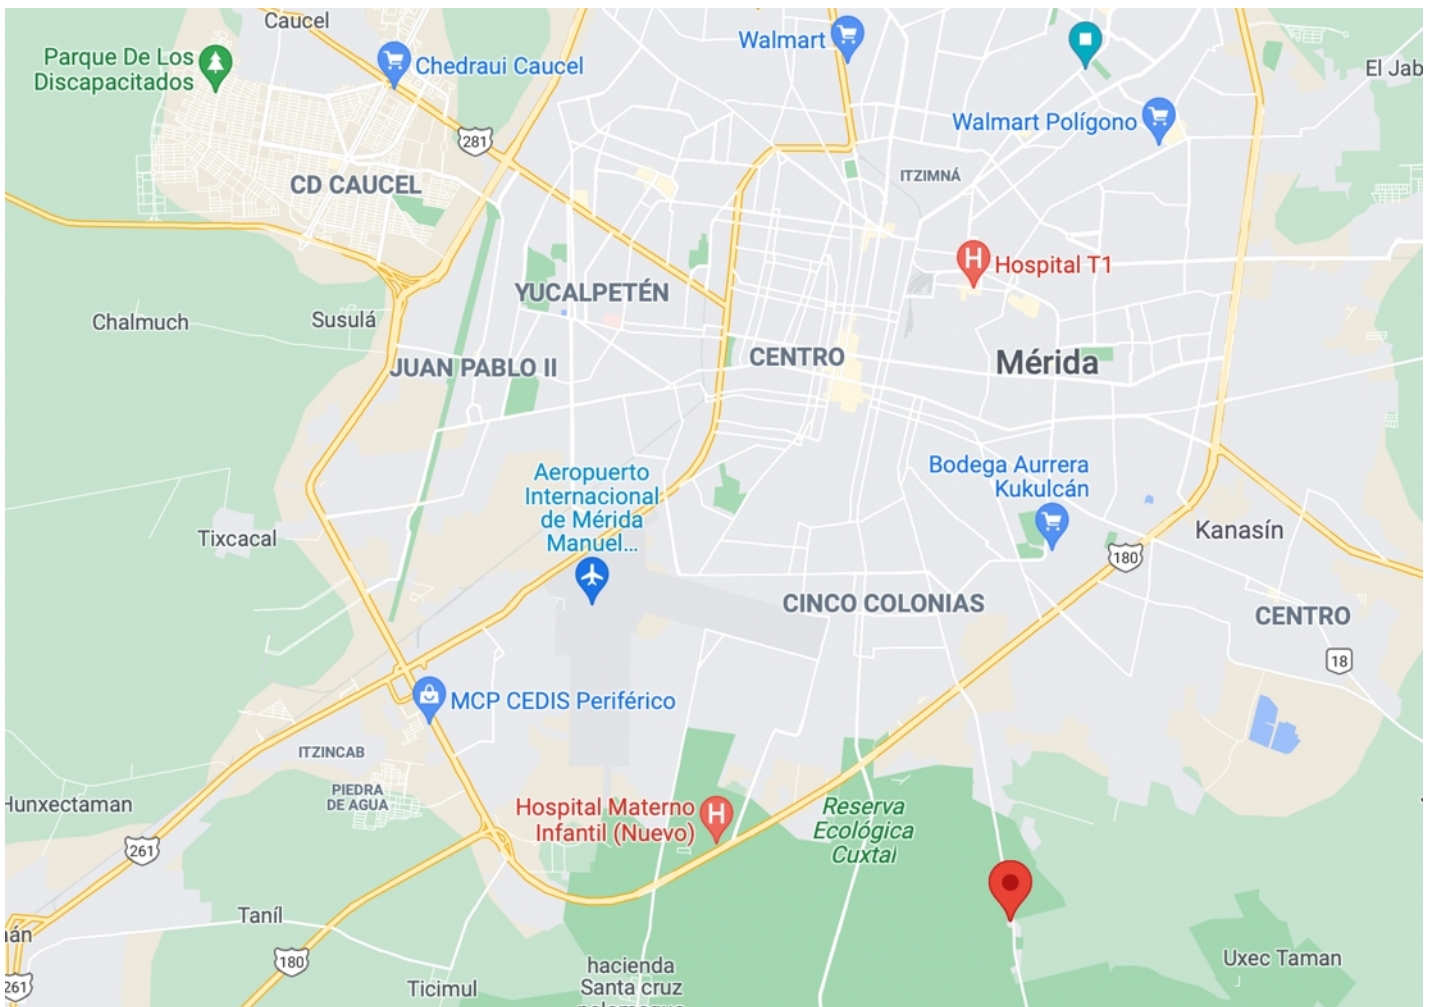 Caucel
Parque De Los
Discapacitados
Chedraui Caucel
Walmart
El Jab
Walmart Polígono
281
CD CAUCEL
ITZIMNÁ
Hospital T1
YUCALPETÉN
Chalmuch
Susulá
JUAN PABLO II
CENTRO
Mérida
Aeropuerto
Internacional
de Mérida
Manuel...
Bodega Aurrera
Kukulcán
Tixcacal
Kanasín
180
CINCO COLONIAS
CENTRO
18
MCP CEDIS Periférico
ITZINCAB
PIEDRA
DE AGUA
Hunxectaman
Hospital Materno
Infantil (Nuevo)
Reserva
Ecológica
Cuxtal
261
Taníl
án
180
261
Ticimul
hacienda
Santa cruz
palomeque
Uxec Taman